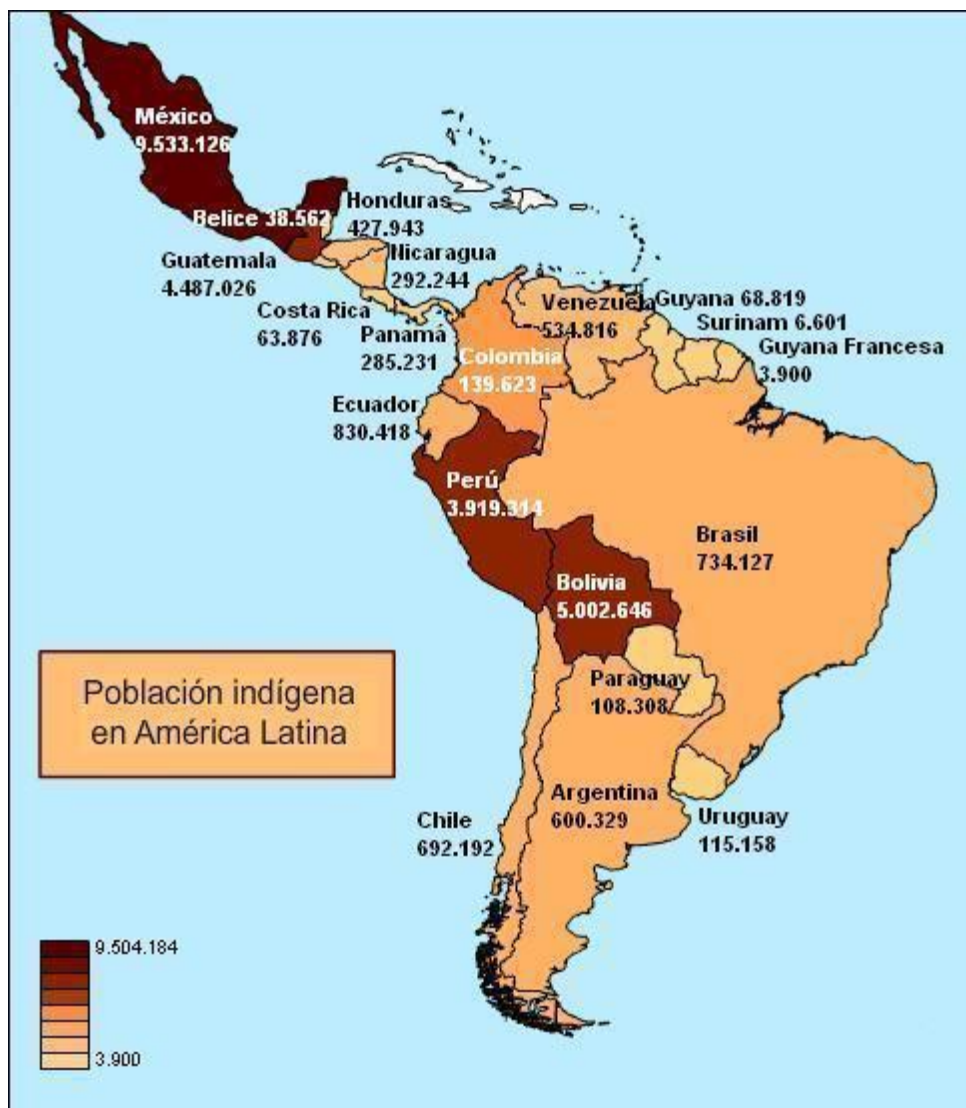 México
9.533.126
Belice 38.562
Honduras
427.943
Guatemala
4.487.026
Nicaragua
292.244
Costa Rica
63.876
Panamá
285.231
Venezuela
534.816
Guyana 68.819
Surinam 6.601
Guyana Francesa
3.900
Colombia
139.623
Ecuador
830.418
Perú
3.919.314
Brasil
734.127
Bolivia
5.002.646
Población indígena
en América Latina
Paraguay
108.308
Argentina
600.329
Chile
692.192
Uruguay
115.158
9.504.184
3.900